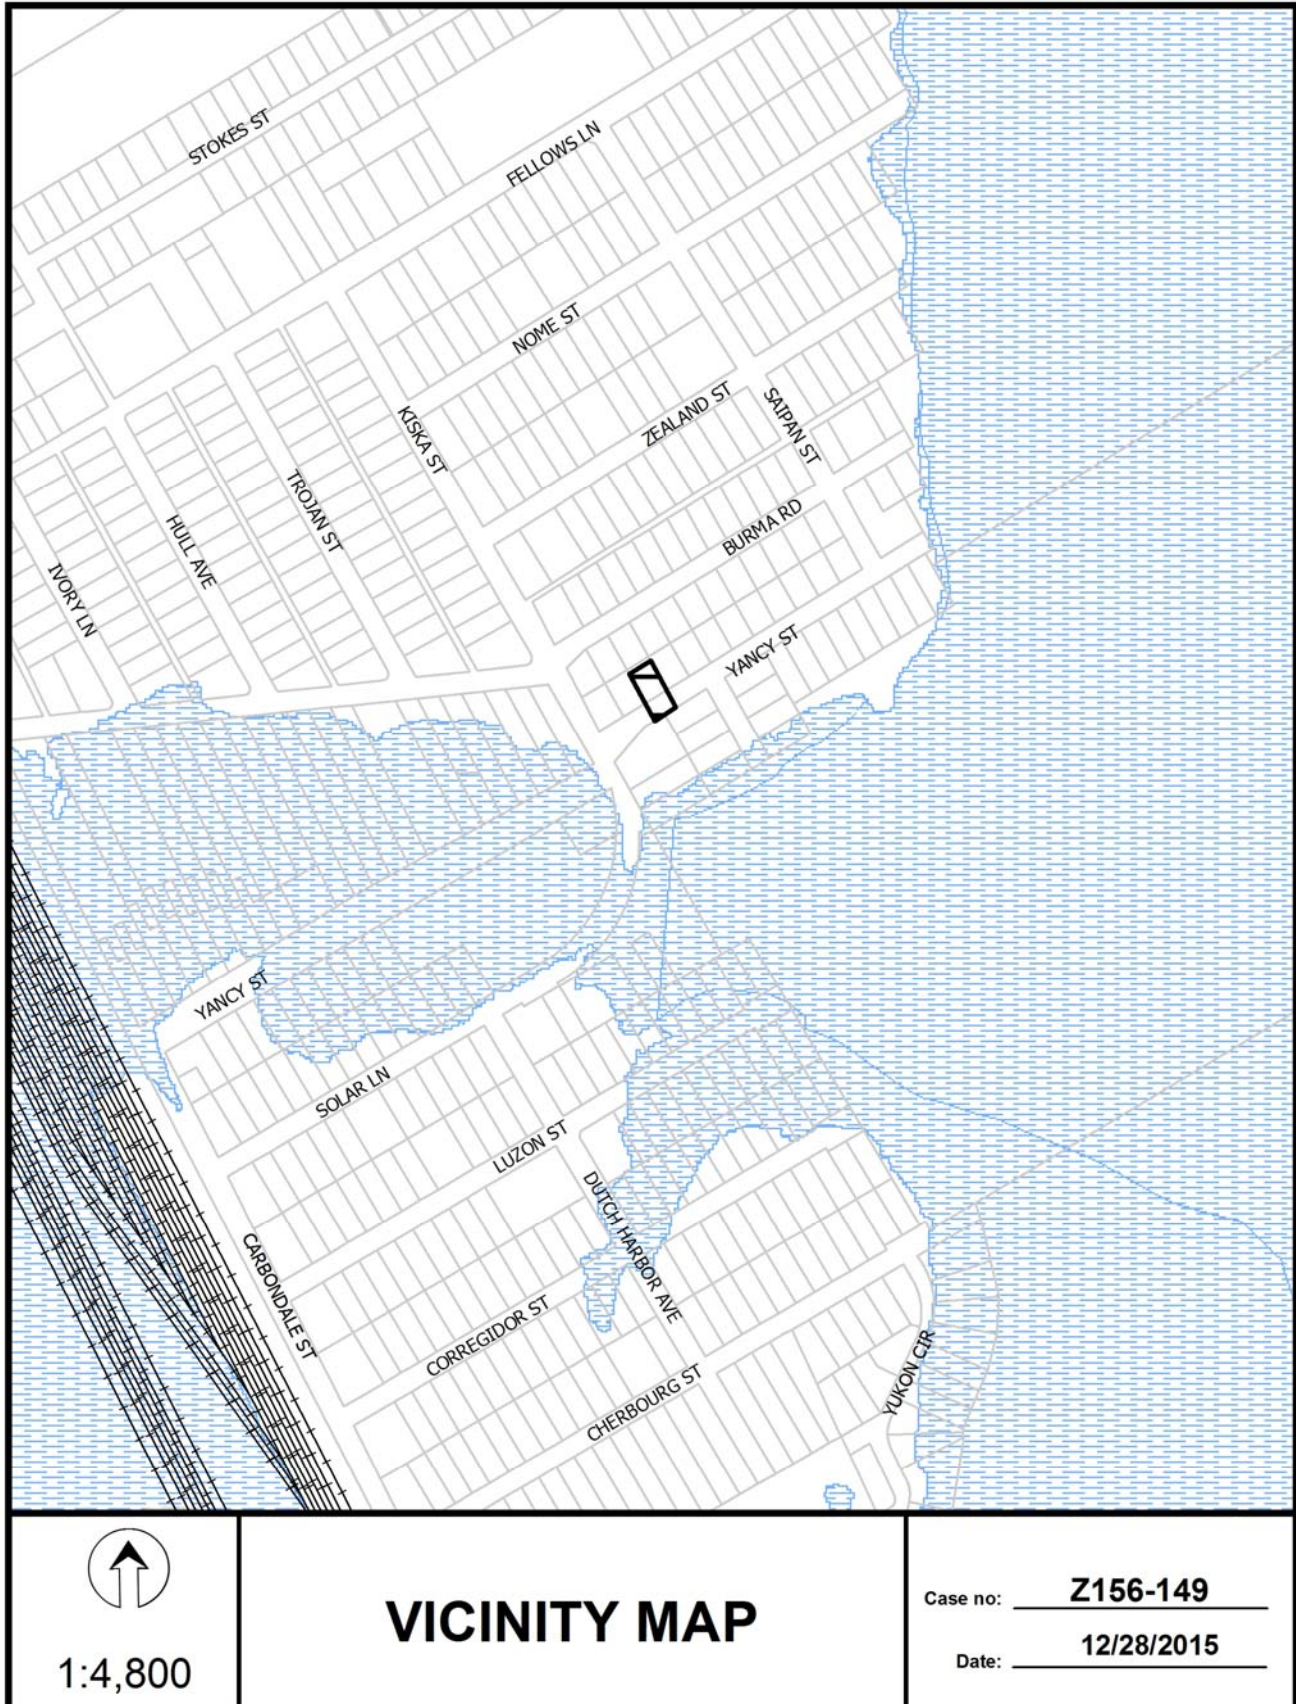 STOKES ST
FELLOWS LN
NOME ST
KISKA ST
ZEALAND ST
SAIPAN ST
TROJAN ST
HULL AVE
BURMA RD
IVORY LN
YANCY ST
YANCY ST
SOLAR LN
LUZON ST
DUTCH HARBOR AVE
CARBONDALE ST
CORREGIDOR ST
YUKON CIR
CHERBOURG ST
1:4,800
VICINITY MAP
Case no: Z156-149
Date: 12/28/2015